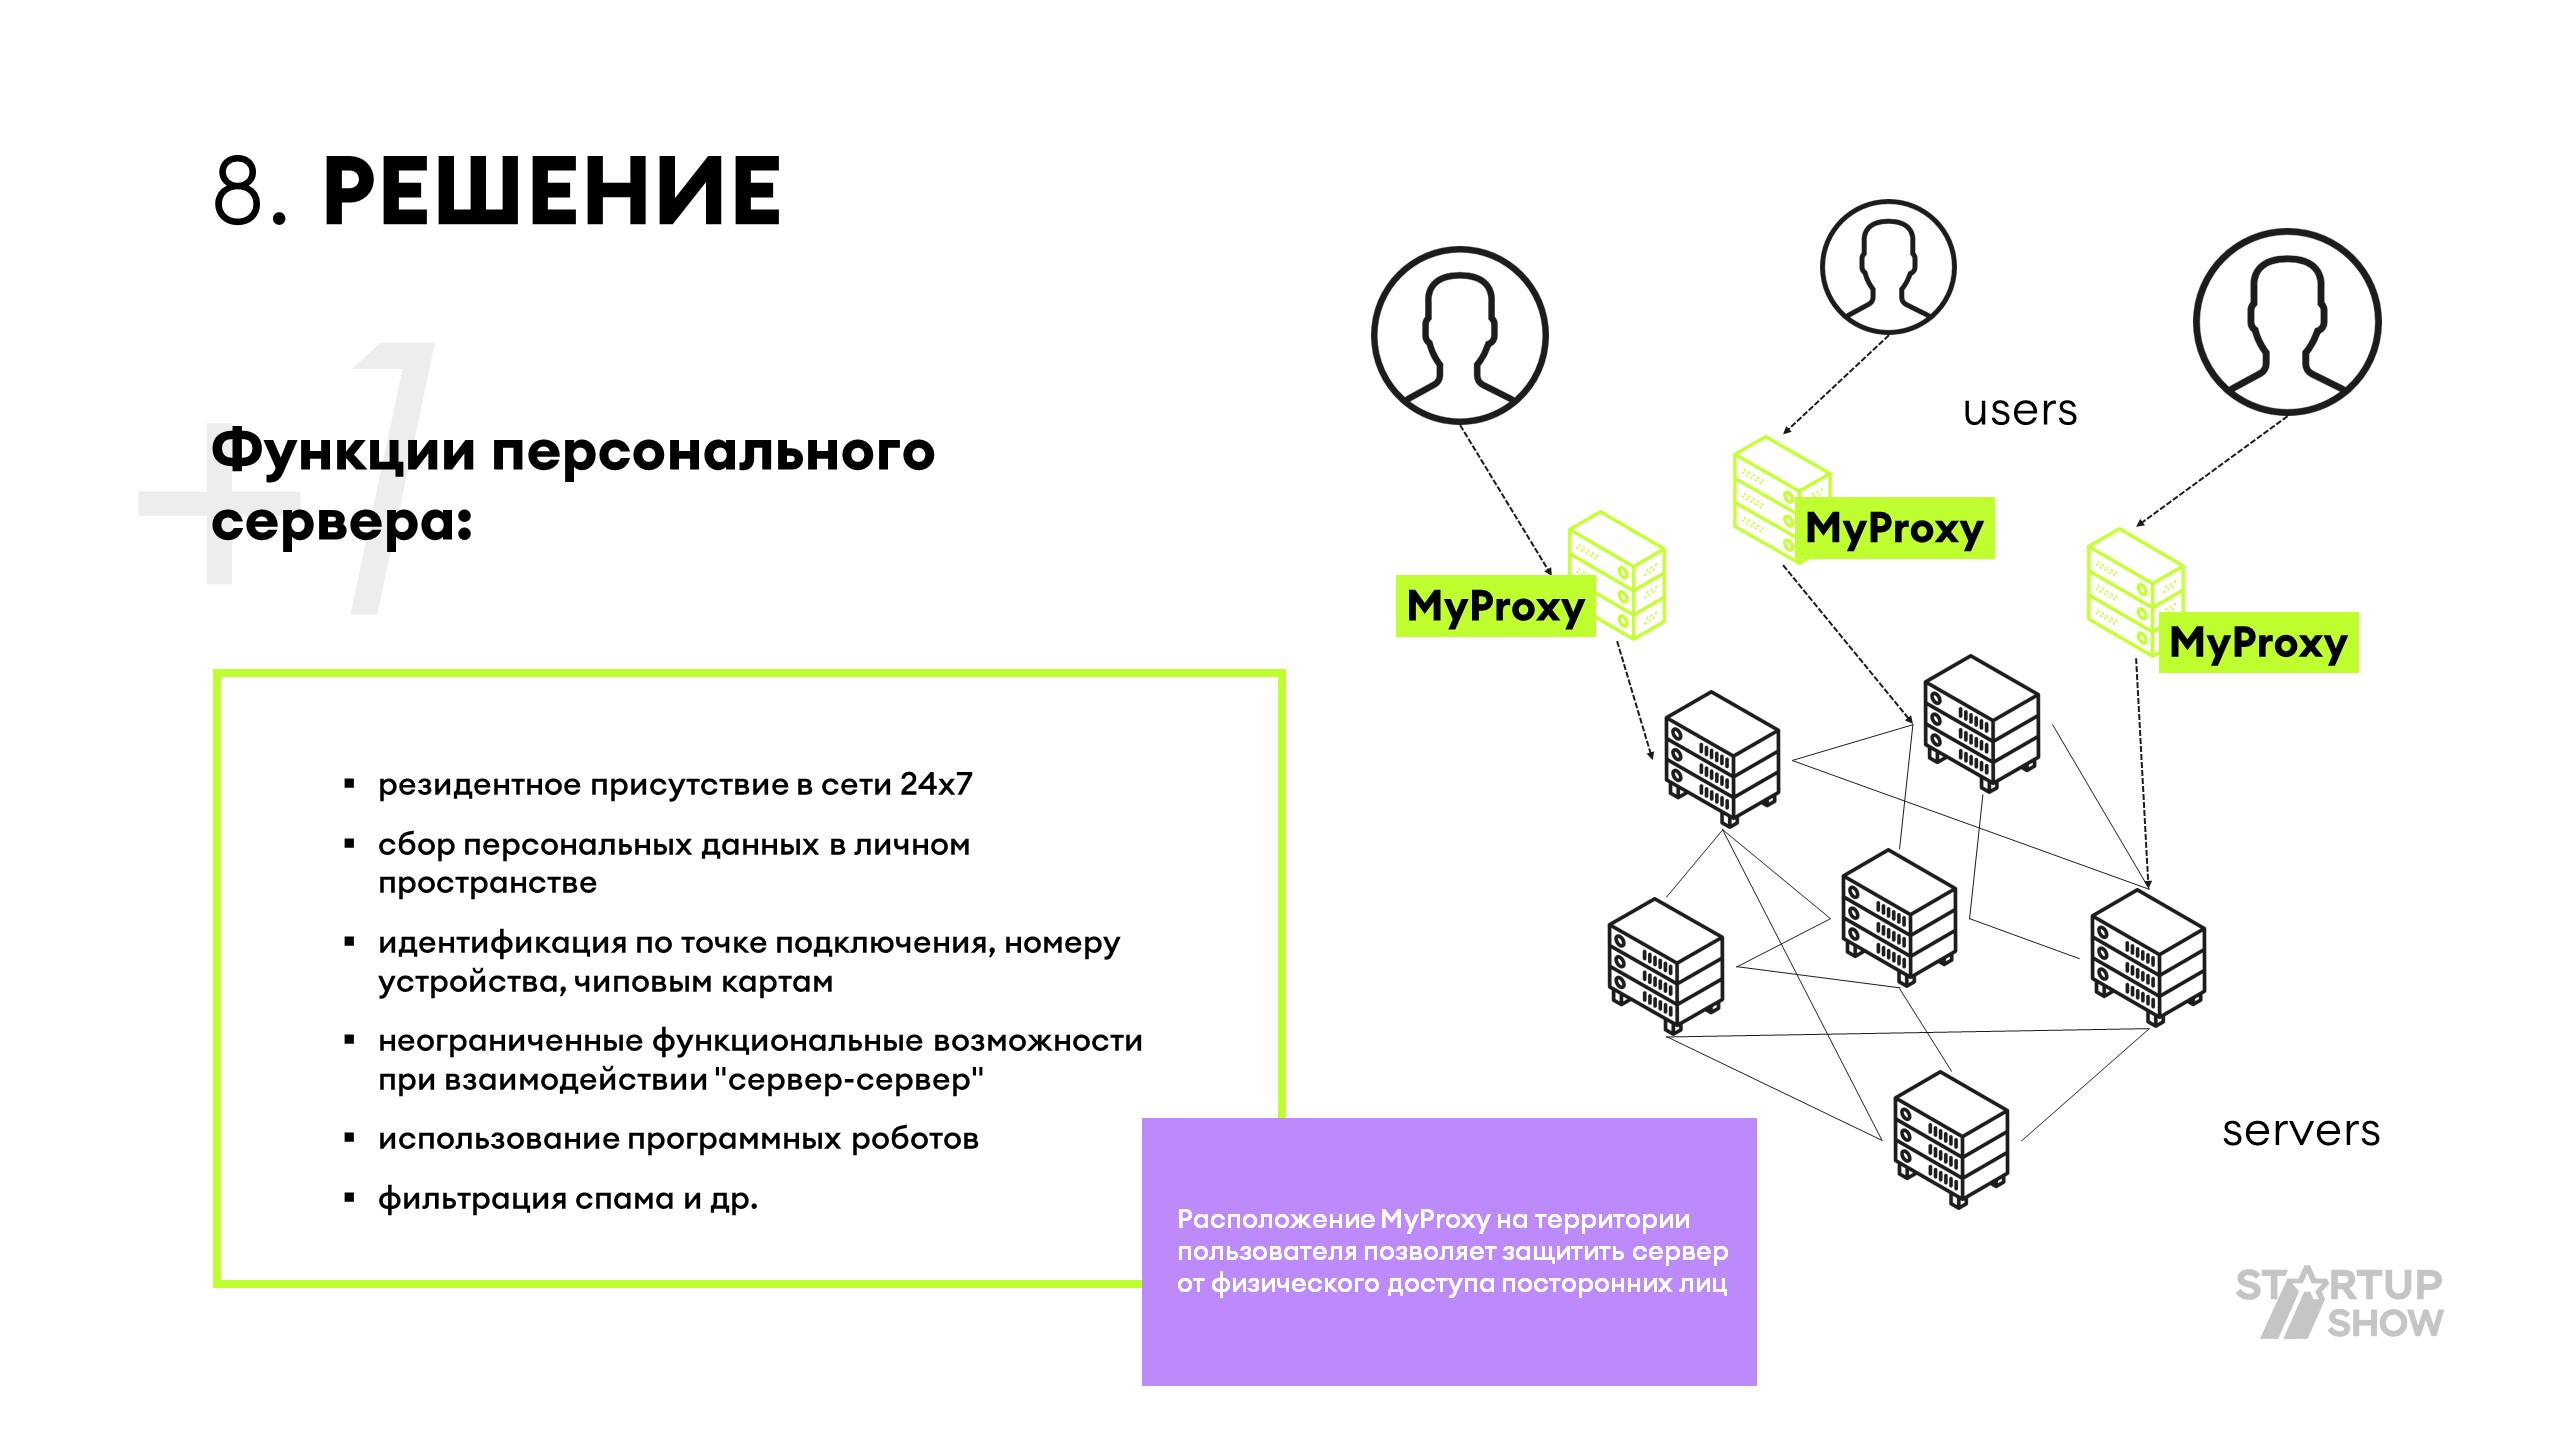 8. РЕШЕНИЕ
+1
Функции персонального
сервера:
▪ резидентное присутствие в сети 24x7
▪ сбор персональных данных в личном
пространстве
▪ идентификация по точке подключения, номеру
устройства, чиповым картам
▪ неограниченные функциональные возможности
при взаимодействии "сервер-сервер"
▪ использование программных роботов
▪ фильтрация спама и др.
Расположение MyProxy на территории
пользователя позволяет защитить сервер
от физического доступа посторонних лиц
users
MyProxy
MyProxy
MyProxy
servers
STARTUP
SHOW